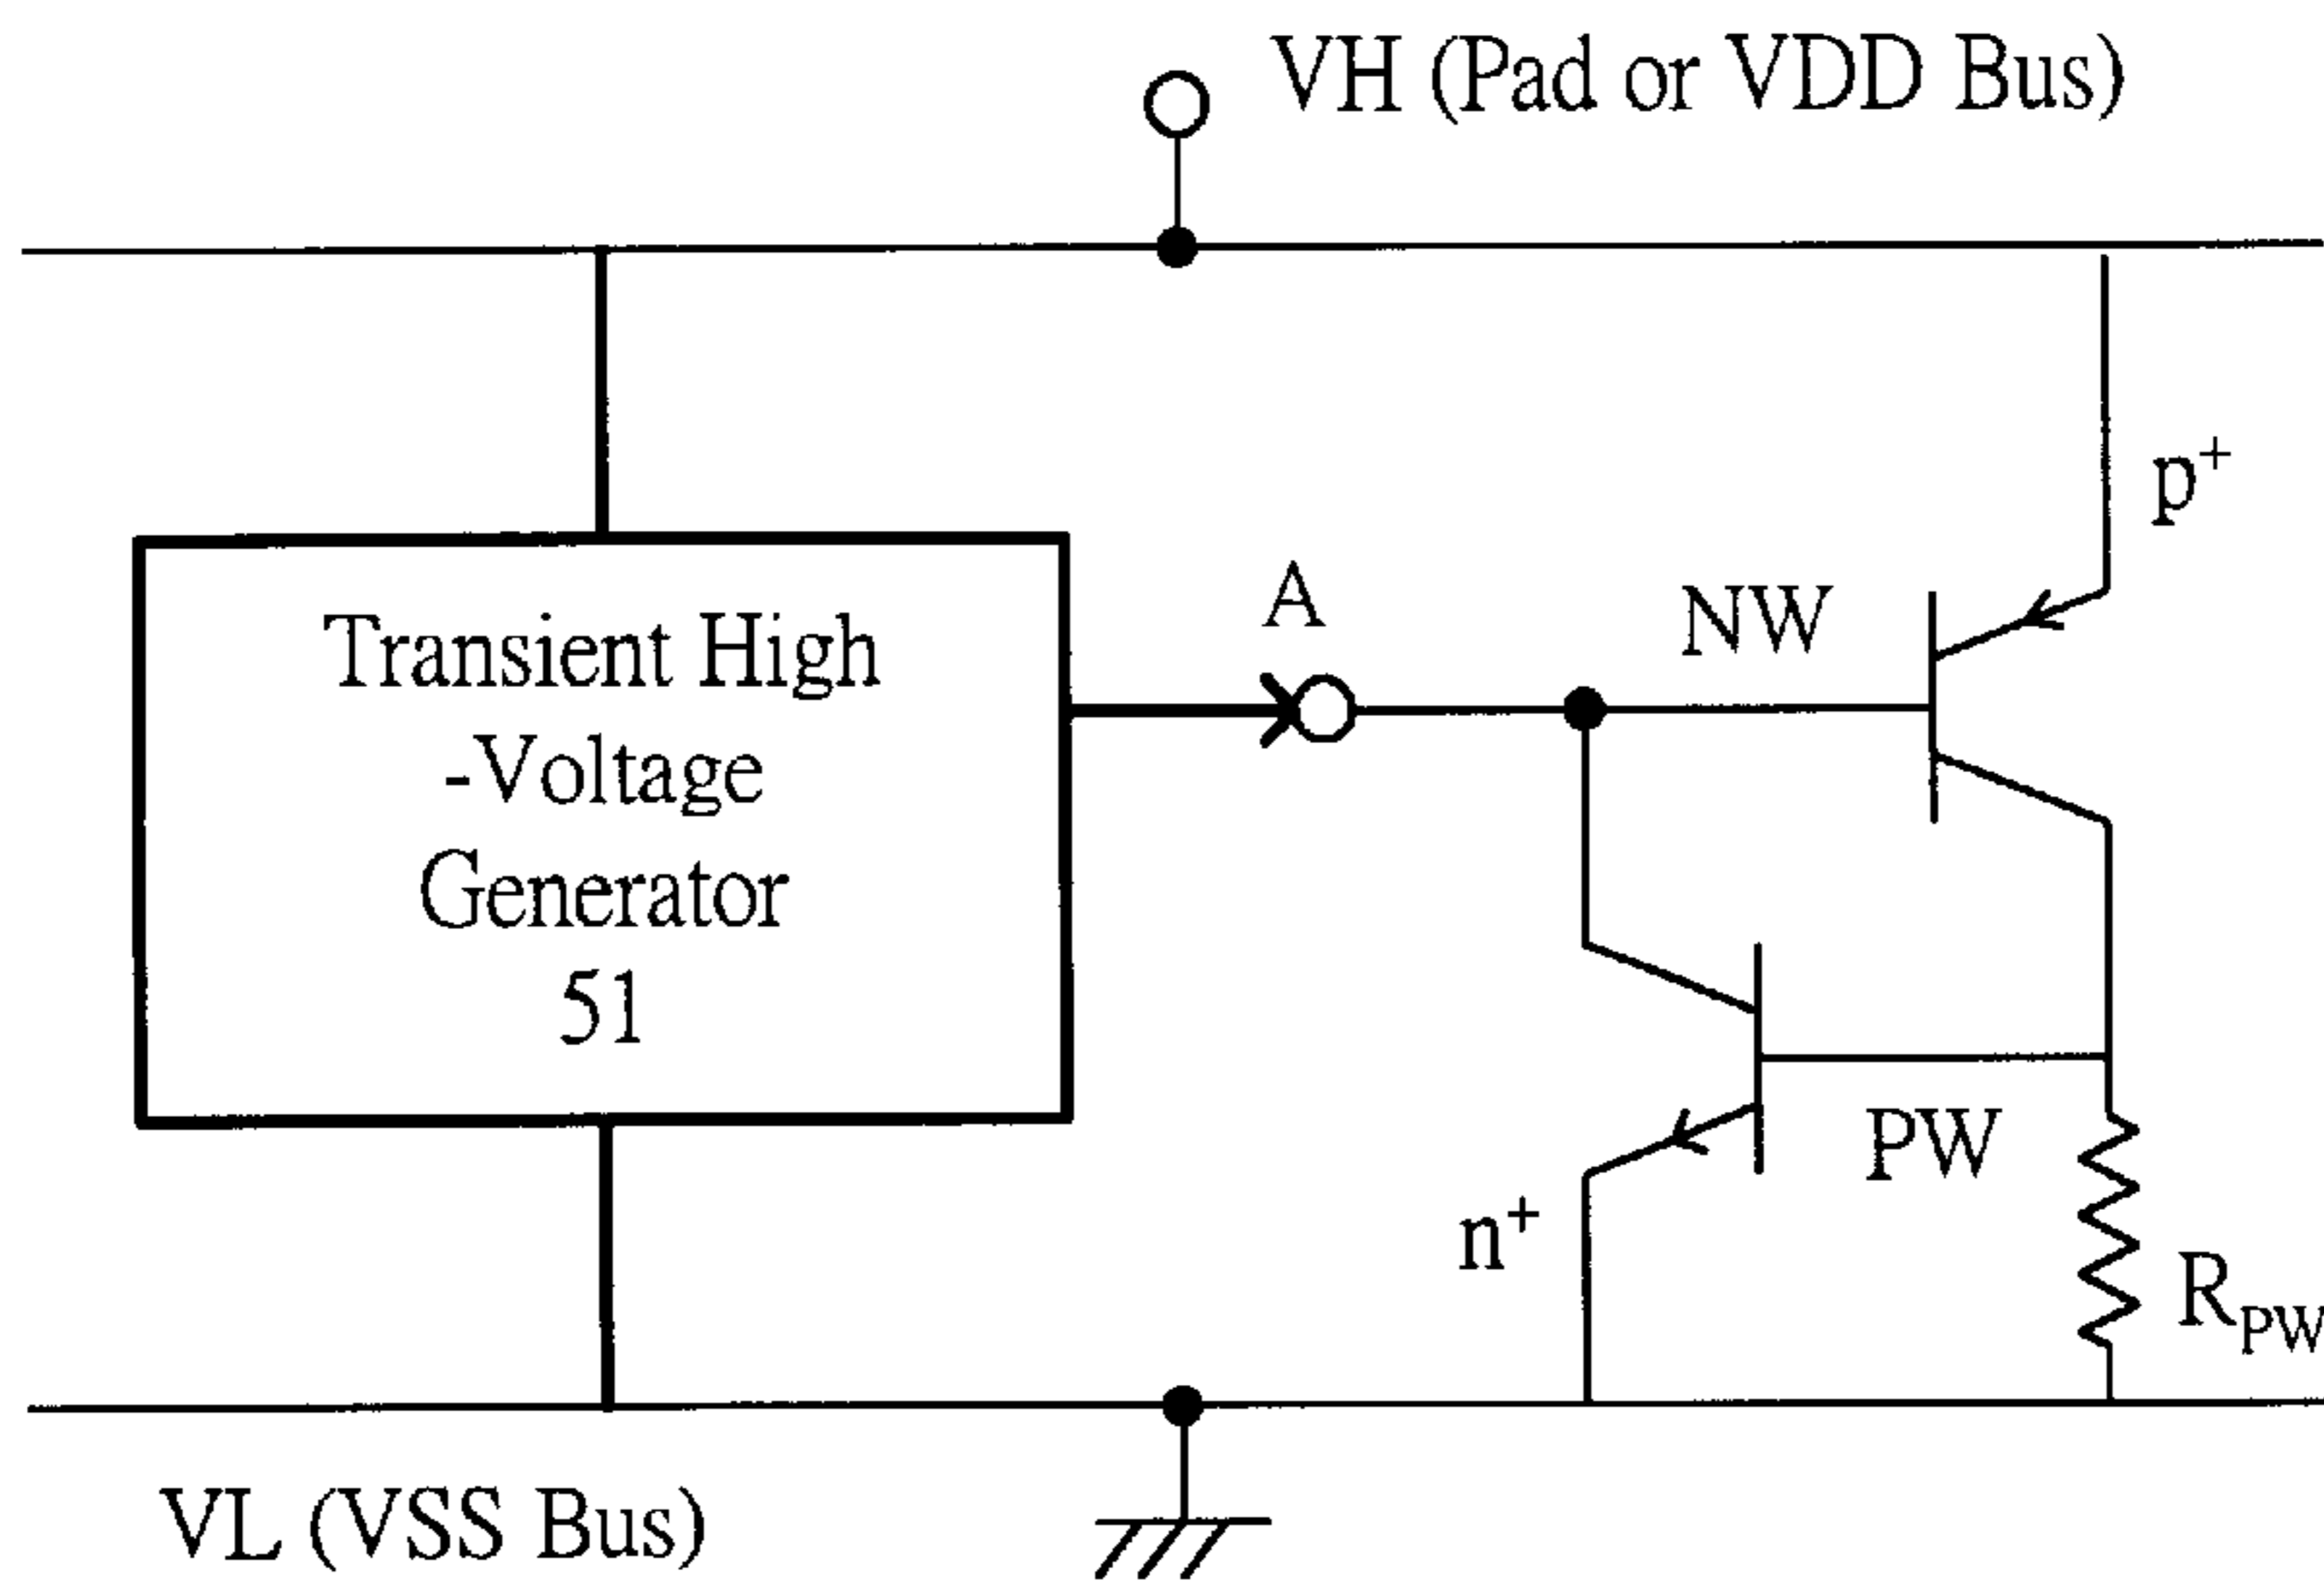 VH (Pad or VDD Bus)
p+
A
NW
Transient High
-Voltage
Generator
51
PW
n+
RPW
VL (VSS Bus)